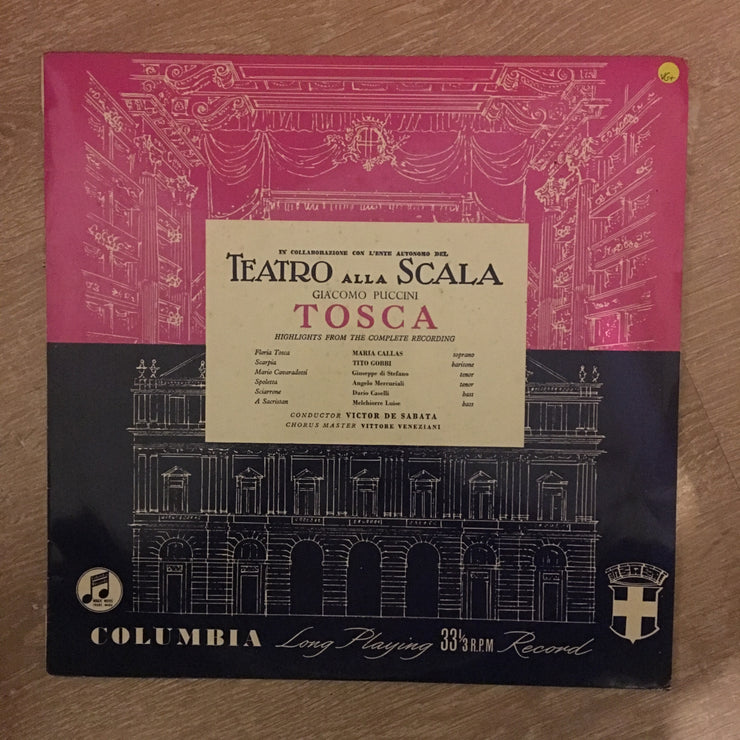 VG+
IN COLLABORAZIONE CON L'ENTE AUTONOMO DEL
TEATRO ALLA SCALA
GIACOMO PUCCINI
TOSCA
HIGHLIGHTS FROM THE COMPLETE RECORDING
Floria Tosca MARIA CALLAS soprano
Scarpia TITO GOBBI baritone
Mario Cavaradossi Giuseppe di Stefano tenor
Spoletta Angelo Mercuriali tenor
Sciarrone Dario Caselli bass
A Sacristan Melchiorre Luise bass
CONDUCTOR VICTOR DE SABATA
CHORUS MASTER VITTORE VENEZIANI
COLUMBIA Long Playing 33⅓ R.P.M Record